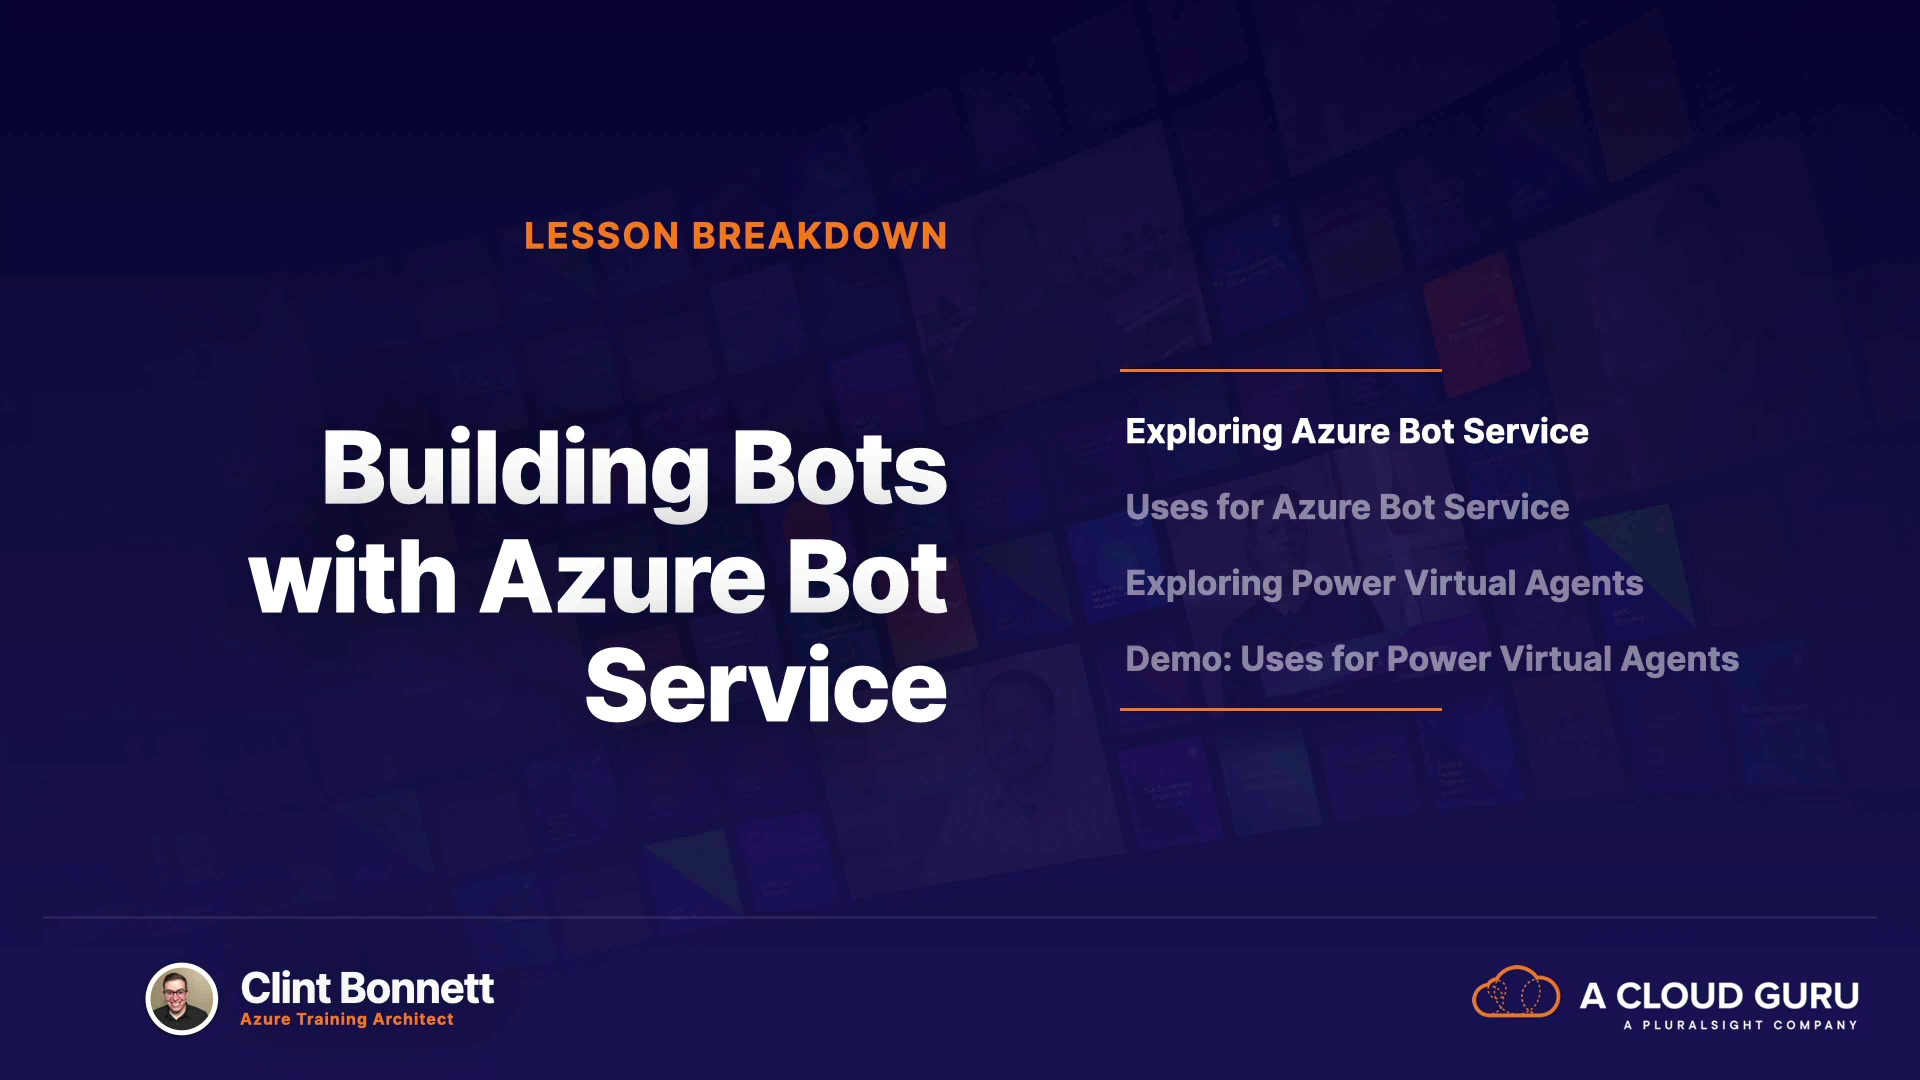 LESSON BREAKDOWN
Building Bots
with Azure Bot
Service
Exploring Azure Bot Service
Uses for Azure Bot Service
Exploring Power Virtual Agents
Demo: Uses for Power Virtual Agents
Clint Bonnett
Azure Training Architect
A CLOUD GURU
A PLURALSIGHT COMPANY